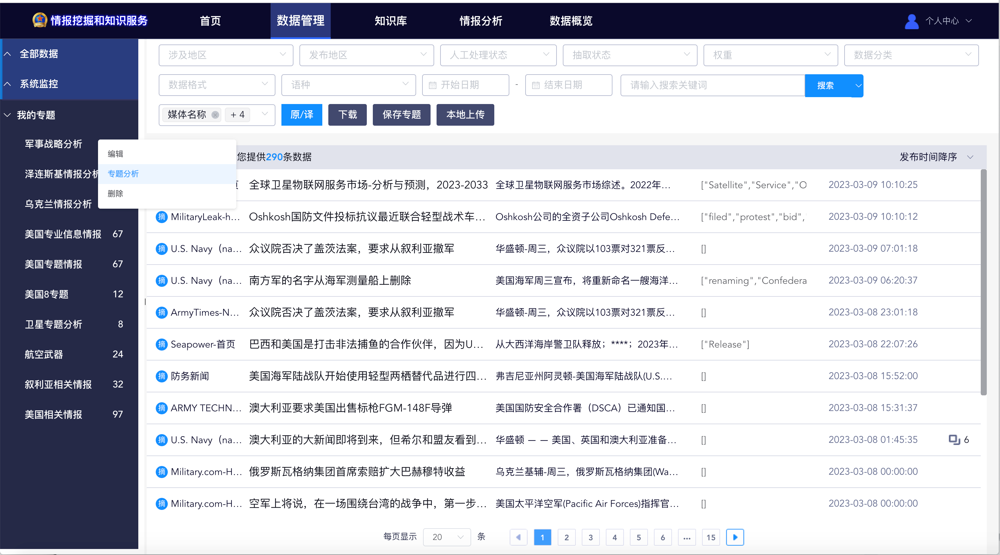 情报挖掘和知识服务 首页 数据管理 知识库 情报分析 数据概览 个人中心
全部数据
系统监控
我的专题
军事战略分析
泽连斯基情报分析
乌克兰情报分析
美国专业信息情报 67
美国专题情报 67
美国8专题 12
卫星专题分析 8
航空武器 24
叙利亚相关情报 32
美国相关情报 97
编辑
专题分析
删除
涉及地区 发布地区 人工处理状态 抽取状态 权重 数据分类
数据格式 语种 开始日期 - 结束日期 请输入搜索关键词 搜索
媒体名称 + 4 原/译 下载 保存专题 本地上传
您提供290条数据 发布时间降序
全球卫星物联网服务市场-分析与预测，2023-2033 全球卫星物联网服务市场综述。2022年... ["Satellite","Service","O 2023-03-09 10:10:25
摘 MilitaryLeak-h... Oshkosh国防文件投标抗议最近联合轻型战术车... Oshkosh公司的全资子公司Oshkosh Defe... ["filed","protest","bid"," 2023-03-09 10:10:12
摘 U.S. Navy（na... 众议院否决了盖茨法案，要求从叙利亚撤军 华盛顿-周三，众议院以103票对321票反... [] 2023-03-09 07:01:18
摘 U.S. Navy（na... 南方军的名字从海军测量船上删除 美国海军周三宣布，将重新命名一艘海洋... ["renaming","Confedera 2023-03-09 06:20:37
摘 ArmyTimes-N... 众议院否决了盖茨法案，要求从叙利亚撤军 华盛顿-周三，众议院以103票对321票反... [] 2023-03-08 23:01:18
摘 Seapower-首页 巴西和美国是打击非法捕鱼的合作伙伴，因为U... 从大西洋海岸警卫队释放；****；2023年... ["Release"] 2023-03-08 22:07:26
摘 防务新闻 美国海军陆战队开始使用轻型两栖替代品进行四... 弗吉尼亚州阿灵顿-美国海军陆战队(U.S.... [] 2023-03-08 15:52:00
摘 ARMY TECHN... 澳大利亚要求美国出售标枪FGM-148F导弹 美国国防安全合作署（DSCA）已通知国... [] 2023-03-08 15:31:37
摘 U.S. Navy（na... 澳大利亚的大新闻即将到来，但希尔和盟友看到... 华盛顿 — — 美国、英国和澳大利亚准备... [] 2023-03-08 01:45:35 6
摘 Military.com-H... 俄罗斯瓦格纳集团首席索赔扩大巴赫穆特收益 乌克兰基辅-周三，俄罗斯瓦格纳集团(Wa... [] 2023-03-08 00:00:00
摘 Military.com-H... 空军上将说，在一场围绕台湾的战争中，第一步... 美国太平洋空军(Pacific Air Forces)指挥官... [] 2023-03-08 00:00:00
每页显示 20 条 1 2 3 4 5 6 ... 15